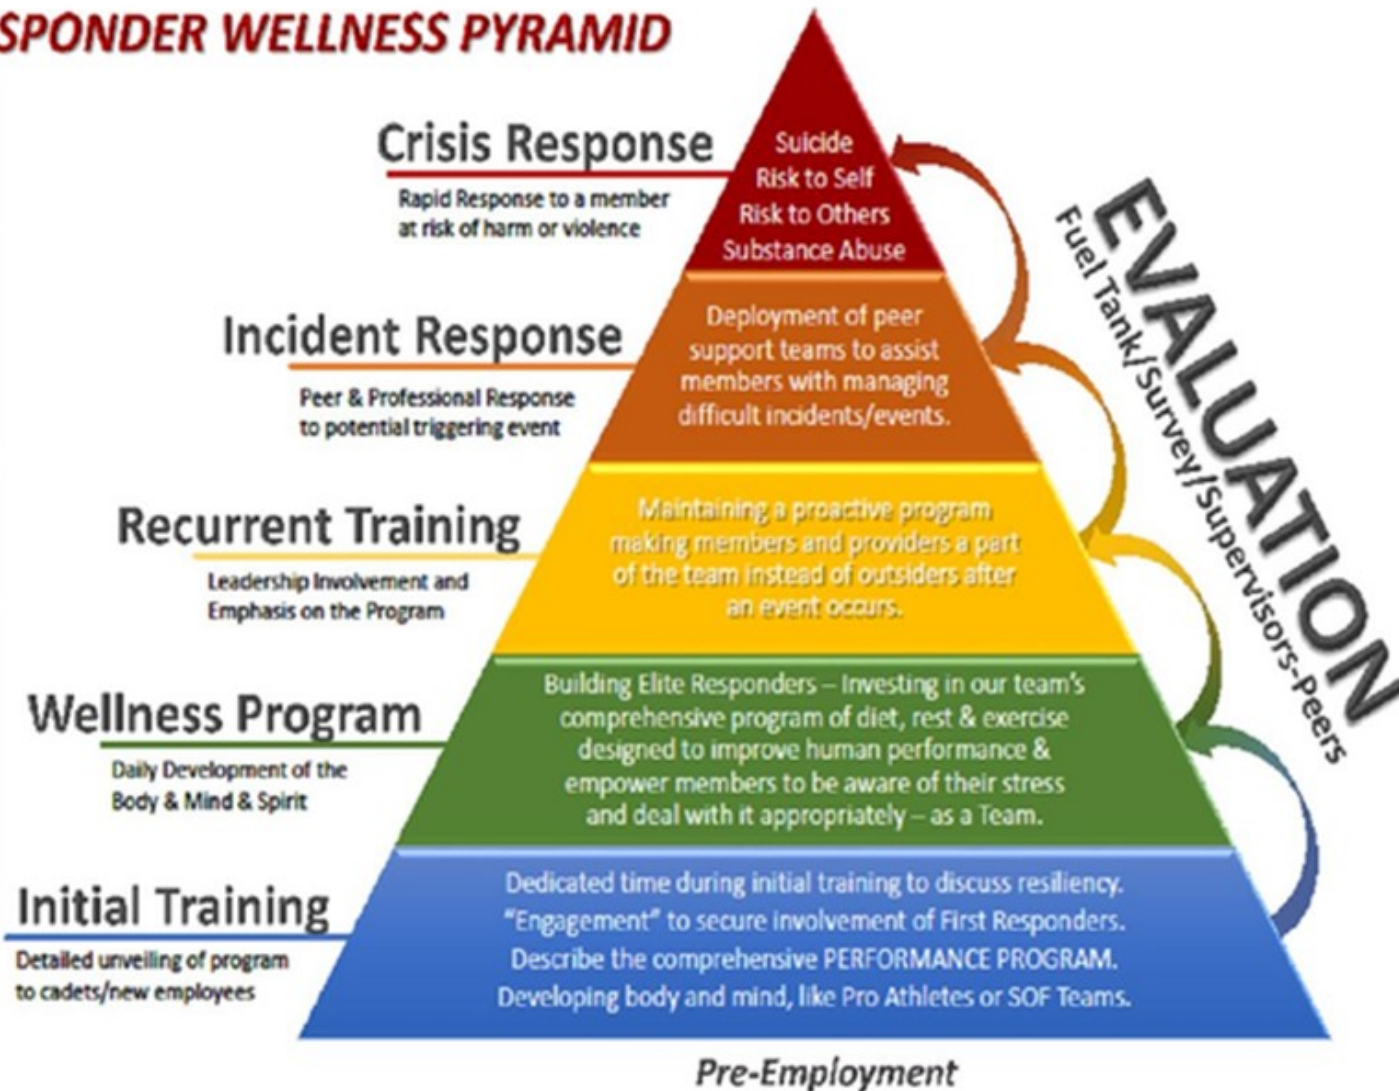 SPONDER WELLNESS PYRAMID
Crisis Response
Rapid Response to a member
at risk of harm or violence
Suicide
Risk to Self
Risk to Others
Substance Abuse
Incident Response
Peer & Professional Response
to potential triggering event
Deployment of peer
support teams to assist
members with managing
difficult incidents/events.
Recurrent Training
Leadership Involvement and
Emphasis on the Program
Maintaining a proactive program
making members and providers a part
of the team instead of outsiders after
an event occurs.
Wellness Program
Daily Development of the
Body & Mind & Spirit
Building Elite Responders – Investing in our team's
comprehensive program of diet, rest & exercise
designed to improve human performance &
empower members to be aware of their stress
and deal with it appropriately – as a Team.
Initial Training
Detailed unveiling of program
to cadets/new employees
Dedicated time during initial training to discuss resiliency.
"Engagement" to secure involvement of First Responders.
Describe the comprehensive PERFORMANCE PROGRAM.
Developing body and mind, like Pro Athletes or SOF Teams.
Pre-Employment
EVALUATION
Fuel Tank/Survey/Supervisors-Peers